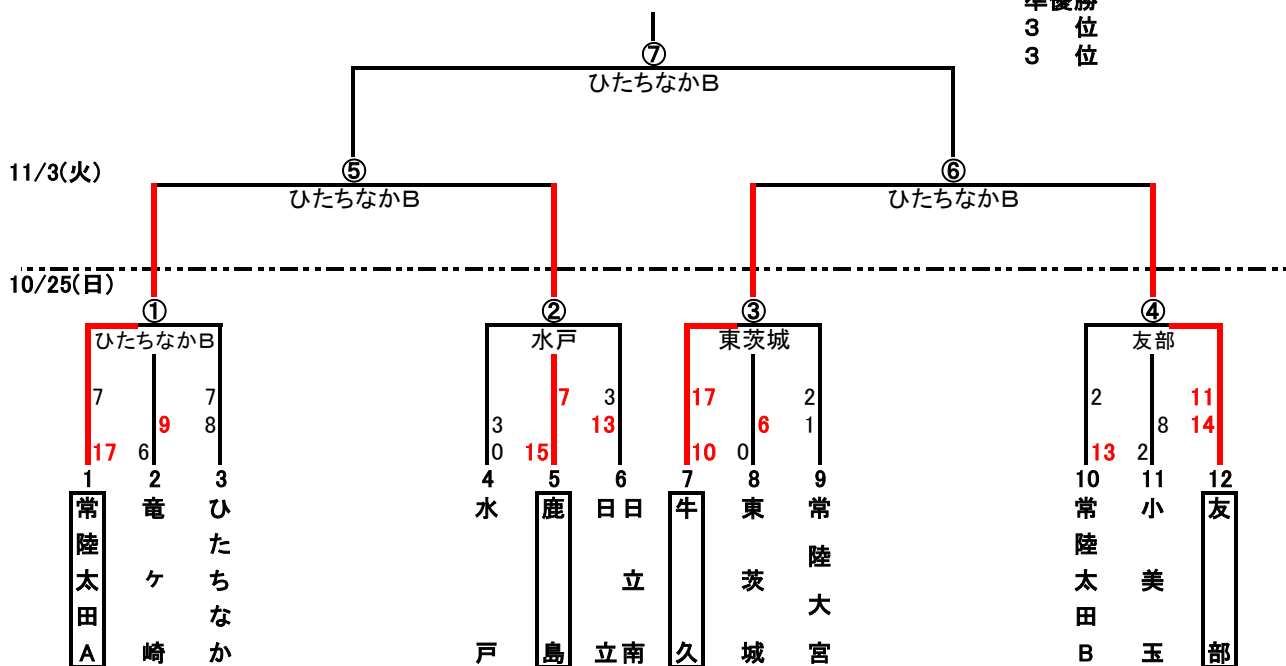 準優勝
3 位
3 位
⑦
ひたちなかB
11/3(火)
⑤
ひたちなかB
⑥
ひたちなかB
10/25(日)
①
ひたちなかB
②
水戸
③
東茨城
④
友部
7 7 7 3 17 2 2 11
9 8 3 13 6 1 8 14
17 6 0 15 10 0 13 2
1 2 3 4 5 6 7 8 9 10 11 12
常陸太田A
竜ケ崎
ひたちなか
水戸
鹿島
日立
日立南
牛久
東茨城
常陸大宮
常陸太田B
小美玉
友部